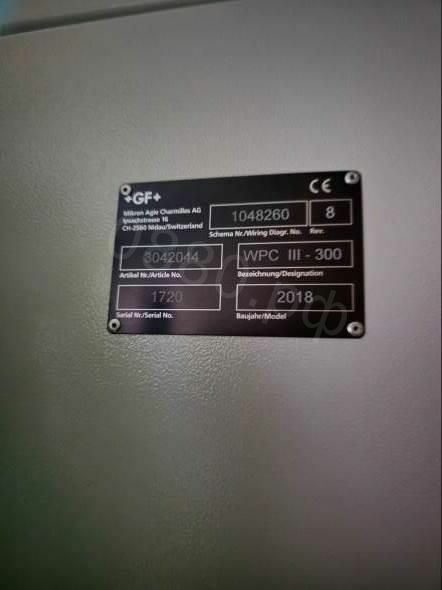 +GF+
CE
Mikron Agie Charmilles AG
Ipsachstrasse 16
CH-2560 Nidau/Switzerland
1048260
8
Schema Nr./Wiring Diagr. No.
Rev.
3042044
WPC III - 300
Artikel Nr./Article No.
Bezeichnung/Designation
1720
2018
Serial Nr./Serial No.
Baujahr/Model